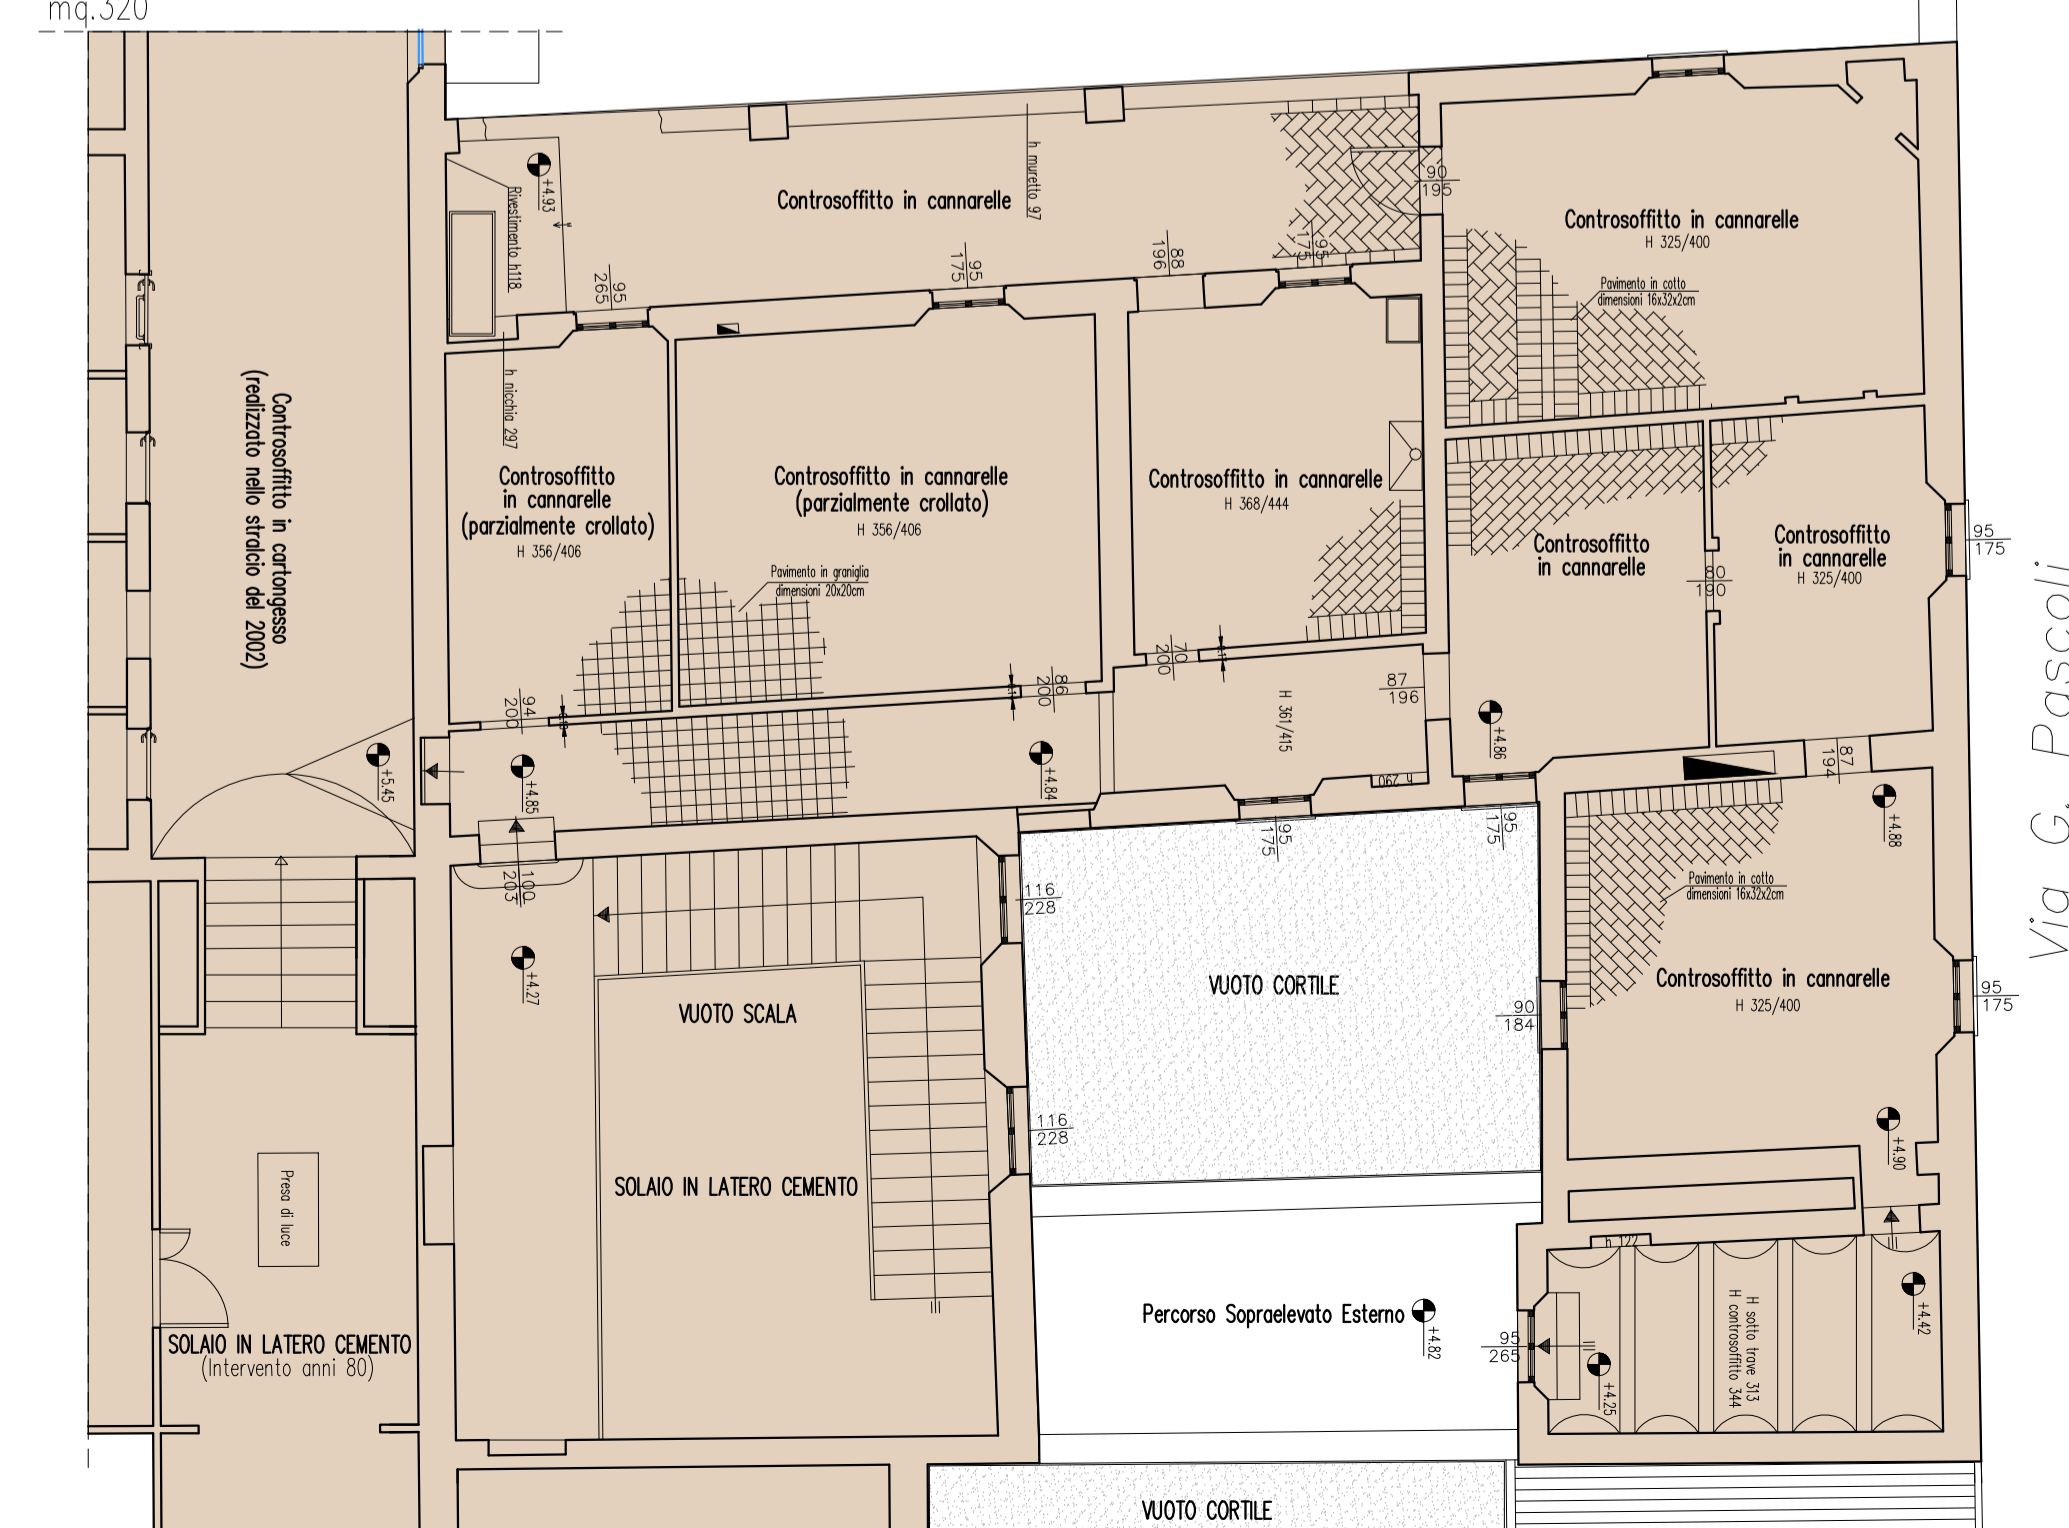 mq.320
h muretto 97
+4.93
Rivestimento h118
Controsoffitto in cannarelle
90
195
Controsoffitto in cannarelle
H 325/400
Pavimento in cotto
dimensioni 16x32x2cm
95
265
95
175
88
196
95
175
h nicchia 297
Controsoffitto in cartongesso
(realizzato nello stralcio del 2002)
Controsoffitto
in cannarelle
(parzialmente crollato)
H 356/406
Controsoffitto in cannarelle
(parzialmente crollato)
H 356/406
Pavimento in graniglia
dimensioni 20x20cm
Controsoffitto in cannarelle
H 368/444
Controsoffitto
in cannarelle
80
190
Controsoffitto
in cannarelle
H 325/400
95
175
Via G. Pascoli
94
200
86
200
70
200
87
196
H 361/415
h 290
+4.86
+5.45
+4.85
+4.84
87
194
+4.88
100
203
95
175
95
175
116
228
Pavimento in cotto
dimensioni 16x32x2cm
Controsoffitto in cannarelle
H 325/400
95
175
+4.27
VUOTO SCALA
VUOTO CORTILE
90
184
116
228
+4.90
Presa di luce
SOLAIO IN LATERO CEMENTO
h 122
H sotto trave 313
H controsoffitto 344
+4.42
Percorso Sopraelevato Esterno
+4.82
95
265
+4.25
SOLAIO IN LATERO CEMENTO
(Intervento anni 80)
VUOTO CORTILE